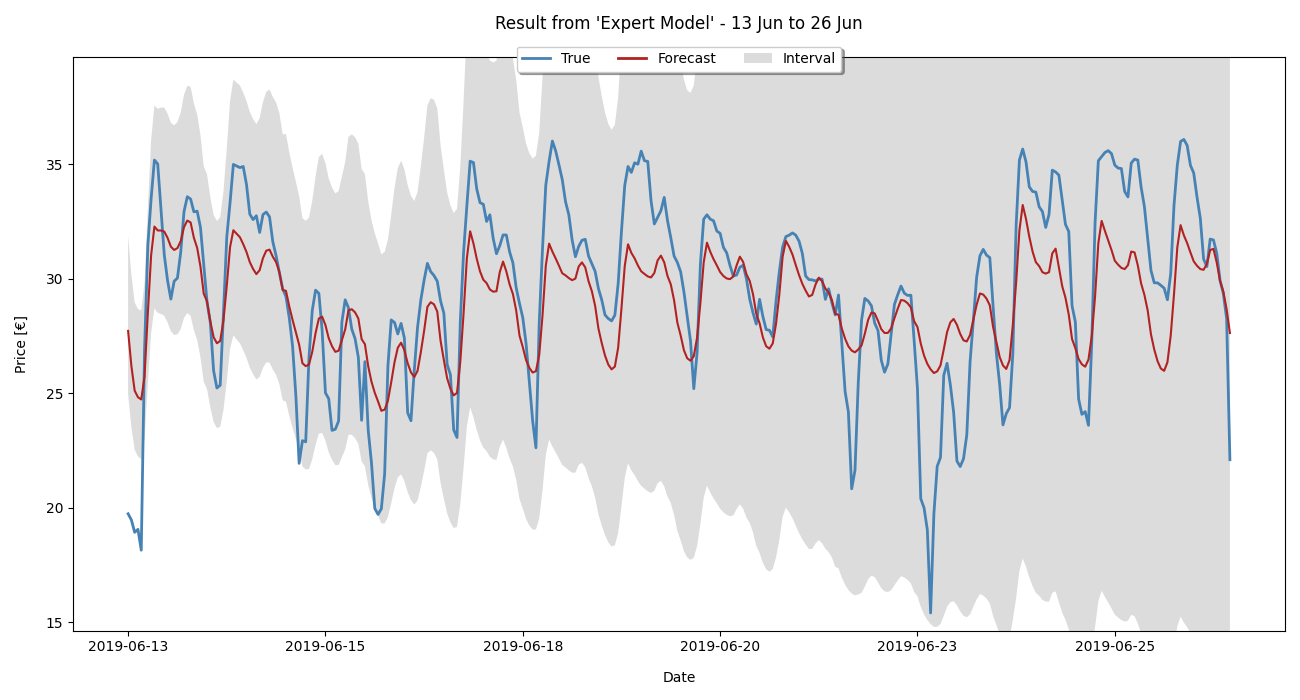 Result from 'Expert Model' - 13 Jun to 26 Jun
True Forecast Interval
Price [€]
35
30
25
20
15
2019-06-13 2019-06-15 2019-06-18 2019-06-20 2019-06-23 2019-06-25
Date